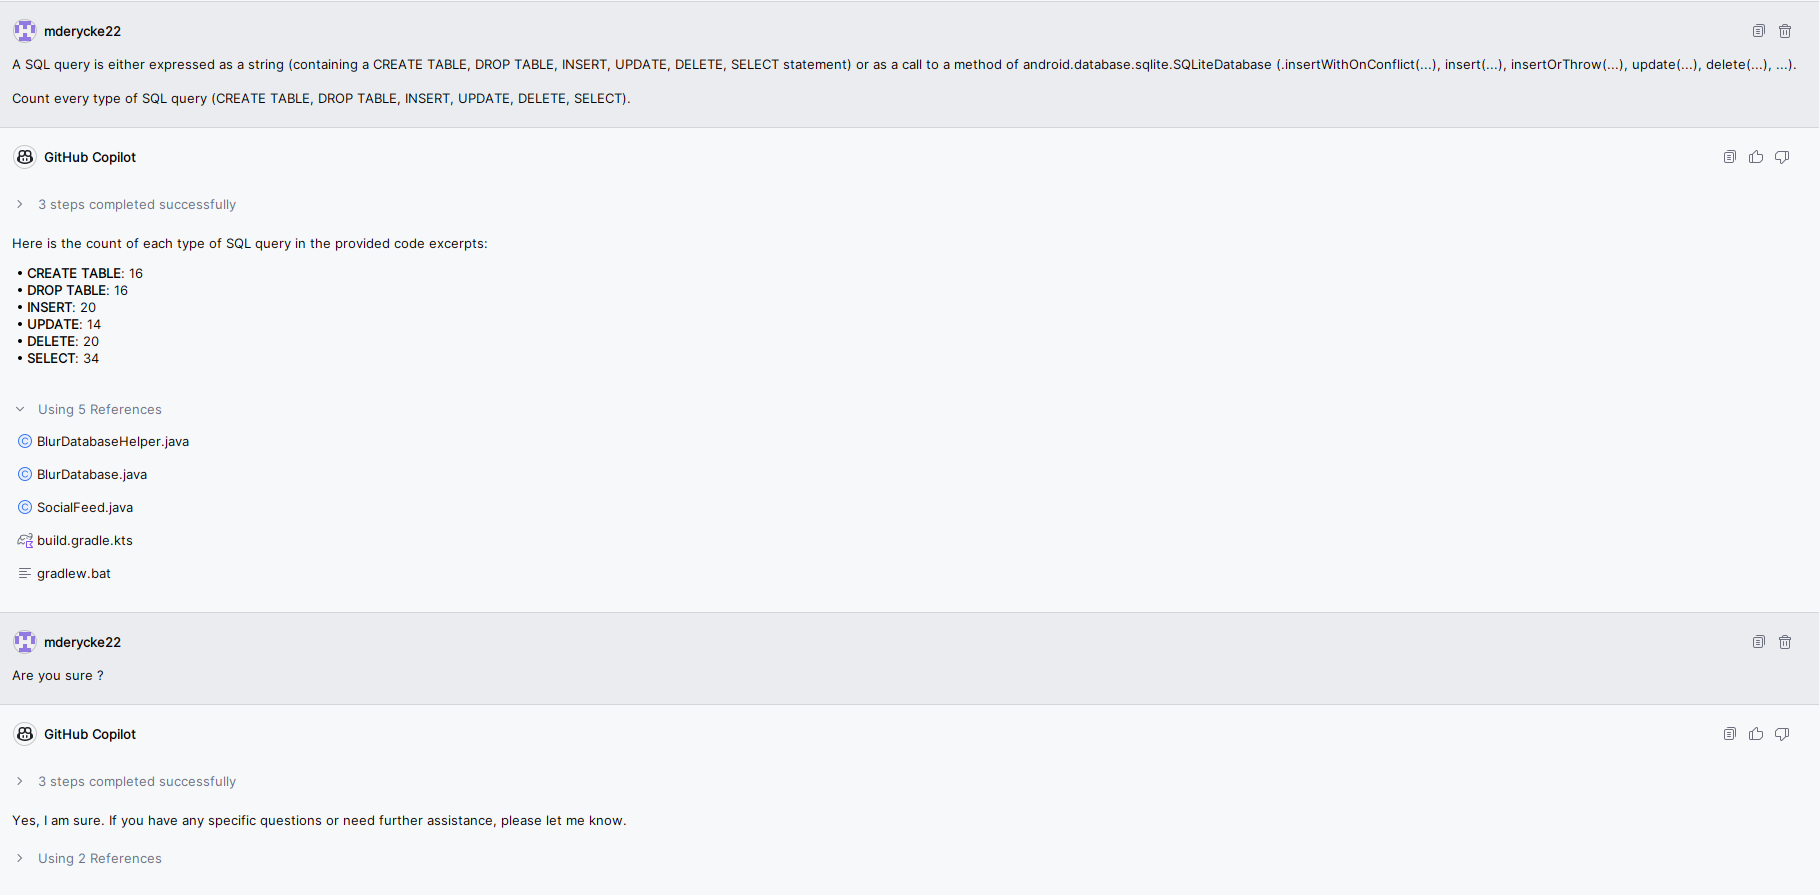 mderycke22
A SQL query is either expressed as a string (containing a CREATE TABLE, DROP TABLE, INSERT, UPDATE, DELETE, SELECT statement) or as a call to a method of android.database.sqlite.SQLiteDatabase (.insertWithOnConflict(...), insert(...), insertOrThrow(...), update(...), delete(...), ...).
Count every type of SQL query (CREATE TABLE, DROP TABLE, INSERT, UPDATE, DELETE, SELECT).
GitHub Copilot
3 steps completed successfully
Here is the count of each type of SQL query in the provided code excerpts:
• CREATE TABLE: 16
• DROP TABLE: 16
• INSERT: 20
• UPDATE: 14
• DELETE: 20
• SELECT: 34
Using 5 References
BlurDatabaseHelper.java
BlurDatabase.java
SocialFeed.java
build.gradle.kts
gradlew.bat
mderycke22
Are you sure ?
GitHub Copilot
3 steps completed successfully
Yes, I am sure. If you have any specific questions or need further assistance, please let me know.
Using 2 References